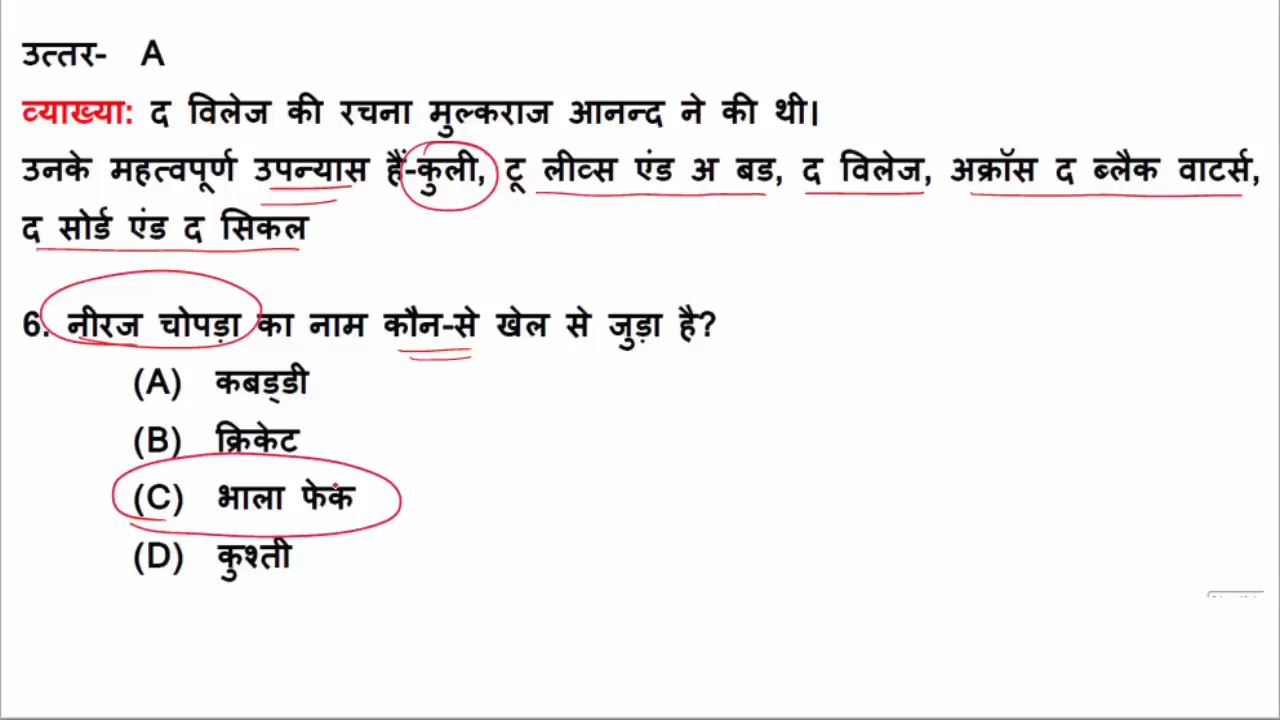 उत्तर- A
व्याख्या: द विलेज की रचना मुल्कराज आनन्द ने की थी।
उनके महत्वपूर्ण उपन्यास हैं-कुली, टू लीव्स एंड अ बड, द विलेज, अक्रॉस द ब्लैक वाटर्स,
द सोर्ड एंड द सिकल
6. नीरज चोपड़ा का नाम कौन-से खेल से जुड़ा है?
(A) कबड्डी
(B) क्रिकेट
(C) भाला फेकं
(D) कुश्ती